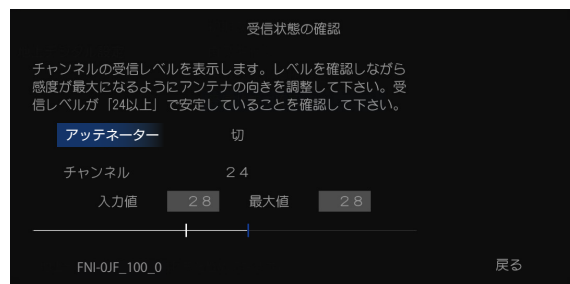 受信状態の確認
チャンネルの受信レベルを表示します。レベルを確認しながら
感度が最大になるようにアンテナの向きを調整して下さい。受
信レベルが「24以上」で安定していることを確認して下さい。
アッテネーター 切
チャンネル 24
入力値 28 最大値 28
FNI-0JF_100_0 戻る